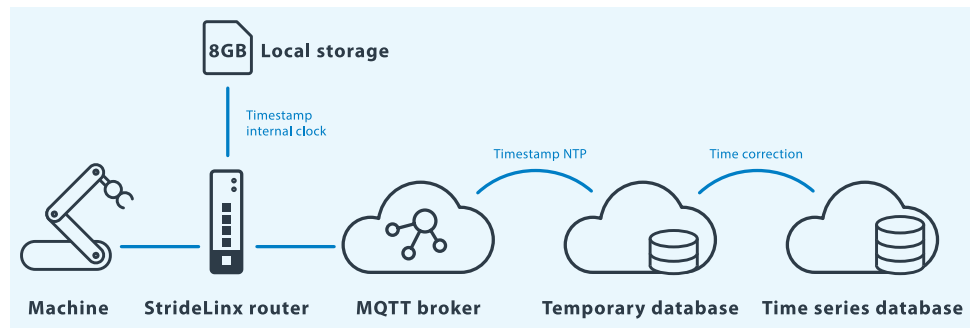 8GB Local storage
Timestamp
internal clock
Timestamp NTP
Time correction
Machine
StrideLinx router
MQTT broker
Temporary database
Time series database